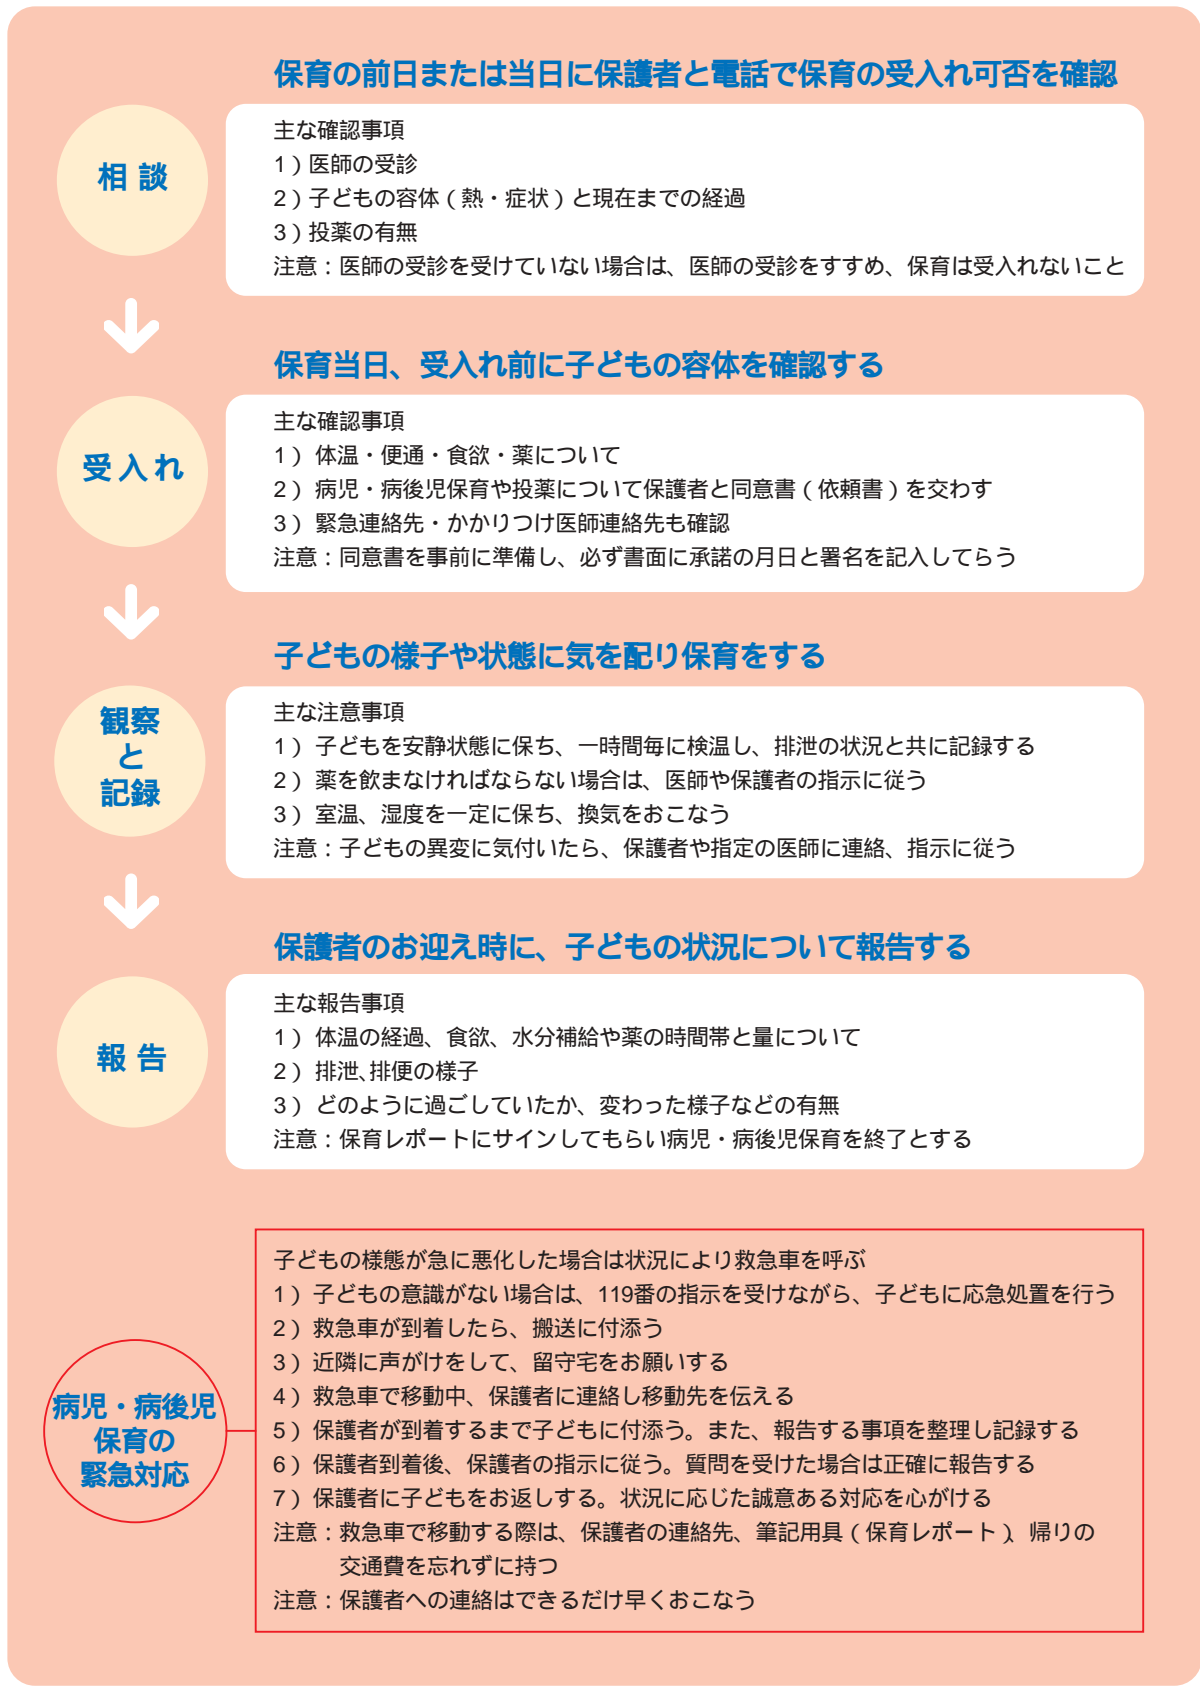 保育の前日または当日に保護者と電話で保育の受入れ可否を確認
相談
主な確認事項
1）医師の受診
2）子どもの容体（熱・症状）と現在までの経過
3）投薬の有無
注意：医師の受診を受けていない場合は、医師の受診をすすめ、保育は受入れないこと
保育当日、受入れ前に子どもの容体を確認する
受入れ
主な確認事項
1） 体温・便通・食欲・薬について
2） 病児・病後児保育や投薬について保護者と同意書（依頼書）を交わす
3） 緊急連絡先・かかりつけ医師連絡先も確認
注意：同意書を事前に準備し、必ず書面に承諾の月日と署名を記入してらう
子どもの様子や状態に気を配り保育をする
観察
と
記録
主な注意事項
1） 子どもを安静状態に保ち、一時間毎に検温し、排泄の状況と共に記録する
2） 薬を飲まなければならない場合は、医師や保護者の指示に従う
3） 室温、湿度を一定に保ち、換気をおこなう
注意：子どもの異変に気付いたら、保護者や指定の医師に連絡、指示に従う
保護者のお迎え時に、子どもの状況について報告する
報告
主な報告事項
1） 体温の経過、食欲、水分補給や薬の時間帯と量について
2） 排泄、排便の様子
3） どのように過ごしていたか、変わった様子などの有無
注意：保育レポートにサインしてもらい病児・病後児保育を終了とする
病児・病後児
保育の
緊急対応
子どもの様態が急に悪化した場合は状況により救急車を呼ぶ
1） 子どもの意識がない場合は、119番の指示を受けながら、子どもに応急処置を行う
2） 救急車が到着したら、搬送に付添う
3） 近隣に声がけをして、留守宅をお願いする
4） 救急車で移動中、保護者に連絡し移動先を伝える
5） 保護者が到着するまで子どもに付添う。また、報告する事項を整理し記録する
6） 保護者到着後、保護者の指示に従う。質問を受けた場合は正確に報告する
7） 保護者に子どもをお返しする。状況に応じた誠意ある対応を心がける
注意：救急車で移動する際は、保護者の連絡先、筆記用具（保育レポート）、帰りの
交通費を忘れずに持つ
注意：保護者への連絡はできるだけ早くおこなう